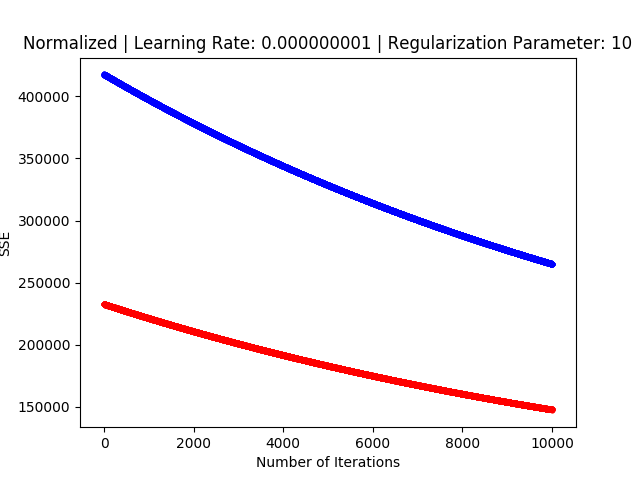 Normalized | Learning Rate: 0.000000001 | Regularization Parameter: 10
400000
350000
300000
250000
200000
150000
SSE
0 2000 4000 6000 8000 10000
Number of Iterations